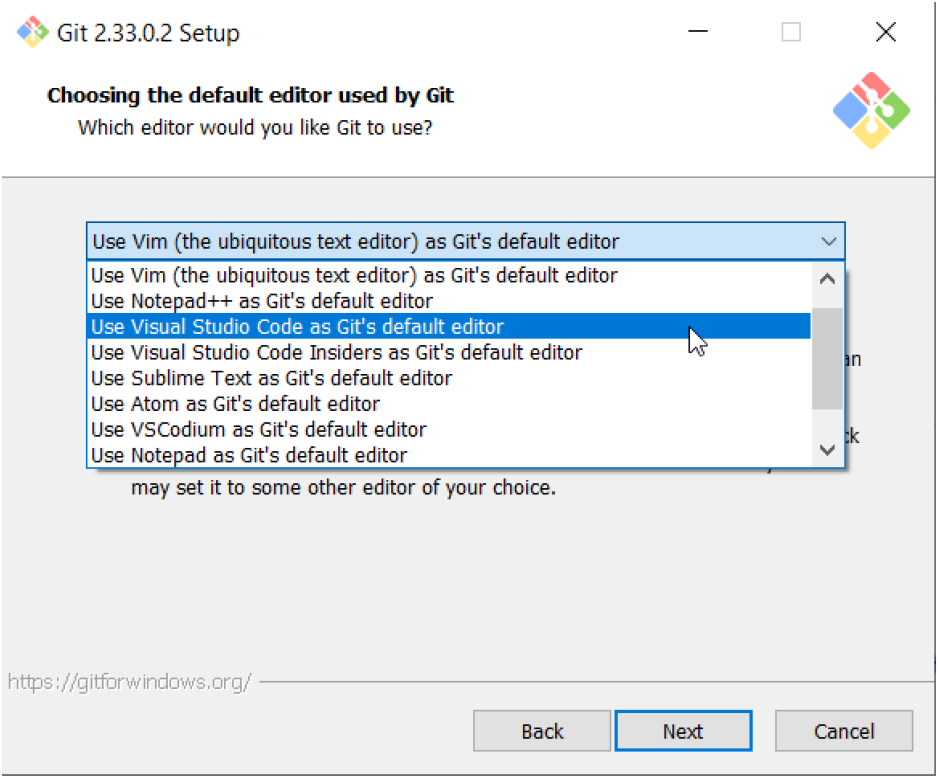 Git 2.33.0.2 Setup
Choosing the default editor used by Git
Which editor would you like Git to use?
Use Vim (the ubiquitous text editor) as Git's default editor
Use Vim (the ubiquitous text editor) as Git's default editor
Use Notepad++ as Git's default editor
Use Visual Studio Code as Git's default editor
Use Visual Studio Code Insiders as Git's default editor
Use Sublime Text as Git's default editor
Use Atom as Git's default editor
Use VSCodium as Git's default editor
Use Notepad as Git's default editor
may set it to some other editor of your choice.
https://gitforwindows.org/
Back Next Cancel